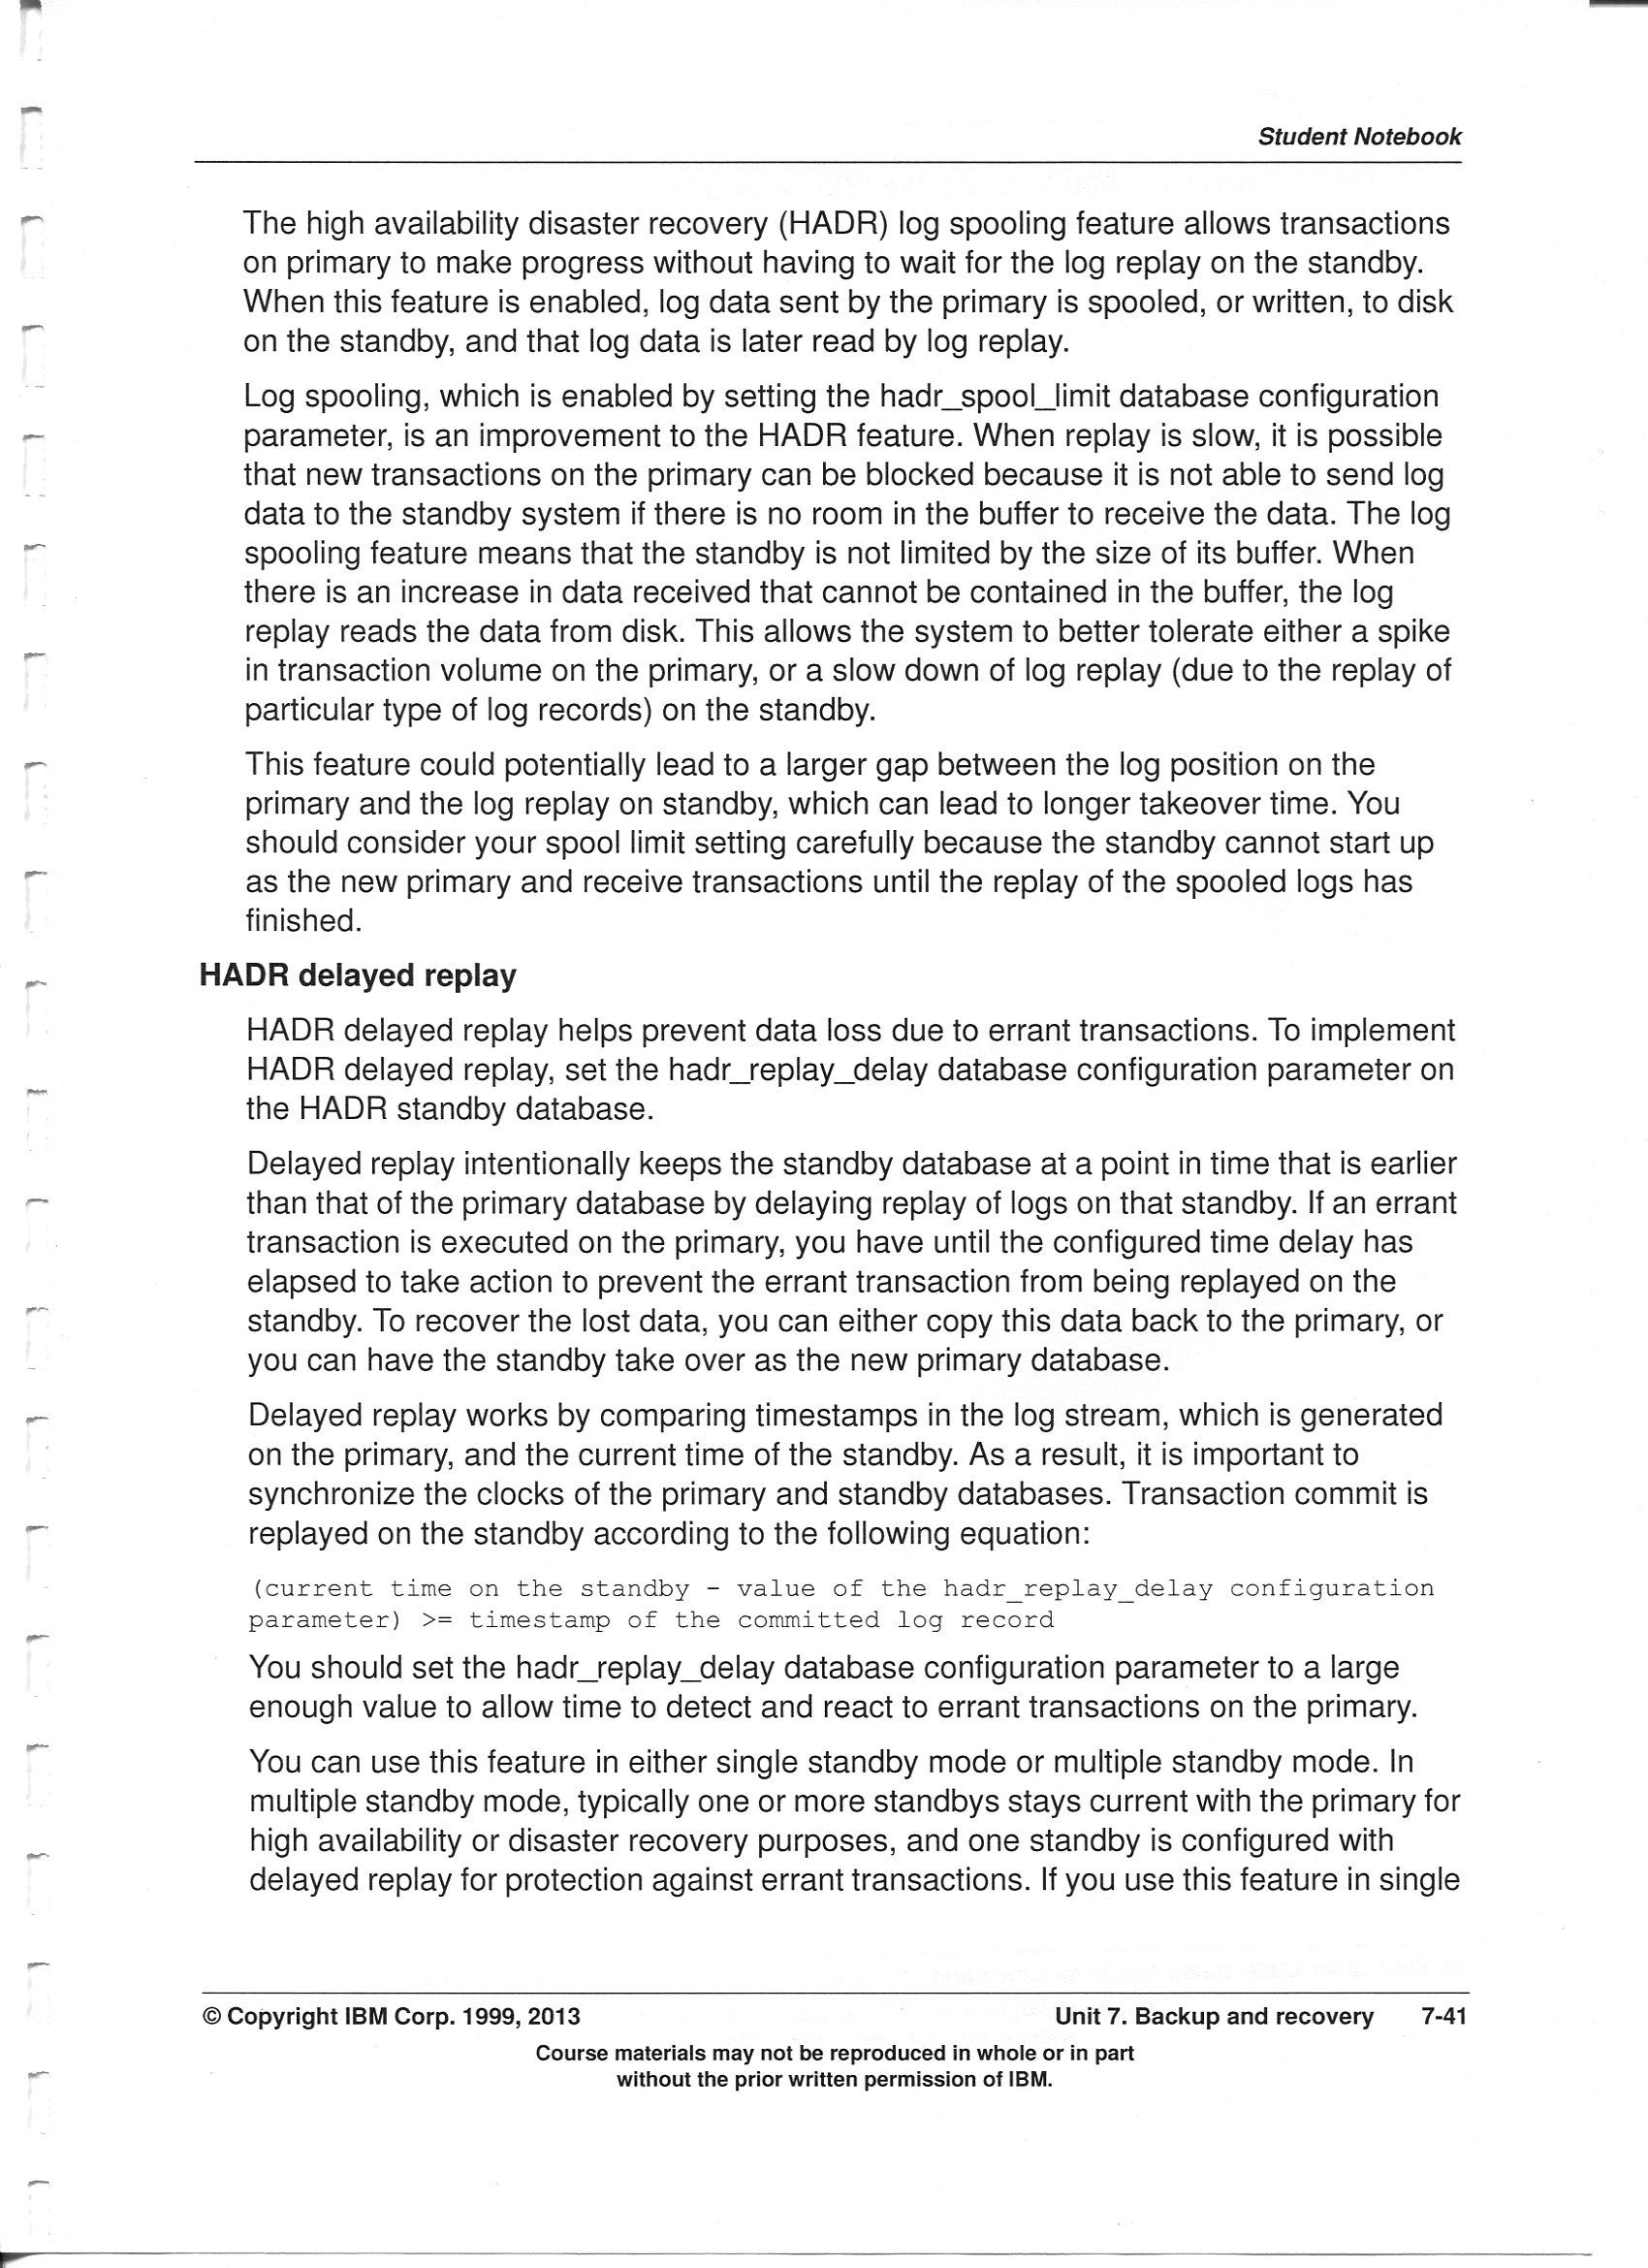 Student Notebook
The high availability disaster recovery (HADR) log spooling feature allows transactions
on primary to make progress without having to wait for the log replay on the standby.
When this feature is enabled, log data sent by the primary is spooled, or written, to disk
on the standby, and that log data is later read by log replay.
Log spooling, which is enabled by setting the hadr_spool_limit database configuration
parameter, is an improvement to the HADR feature. When replay is slow, it is possible
that new transactions on the primary can be blocked because it is not able to send log
data to the standby system if there is no room in the buffer to receive the data. The log
spooling feature means that the standby is not limited by the size of its buffer. When
there is an increase in data received that cannot be contained in the buffer, the log
replay reads the data from disk. This allows the system to better tolerate either a spike
in transaction volume on the primary, or a slow down of log replay (due to the replay of
particular type of log records) on the standby.
This feature could potentially lead to a larger gap between the log position on the
primary and the log replay on standby, which can lead to longer takeover time. You
should consider your spool limit setting carefully because the standby cannot start up
as the new primary and receive transactions until the replay of the spooled logs has
finished.
HADR delayed replay
HADR delayed replay helps prevent data loss due to errant transactions. To implement
HADR delayed replay, set the hadr_replay_delay database configuration parameter on
the HADR standby database.
Delayed replay intentionally keeps the standby database at a point in time that is earlier
than that of the primary database by delaying replay of logs on that standby. If an errant
transaction is executed on the primary, you have until the configured time delay has
elapsed to take action to prevent the errant transaction from being replayed on the
standby. To recover the lost data, you can either copy this data back to the primary, or
you can have the standby take over as the new primary database.
Delayed replay works by comparing timestamps in the log stream, which is generated
on the primary, and the current time of the standby. As a result, it is important to
synchronize the clocks of the primary and standby databases. Transaction commit is
replayed on the standby according to the following equation:
(current time on the standby - value of the hadr_replay_delay configuration
parameter) >= timestamp of the committed log record
You should set the hadr_replay_delay database configuration parameter to a large
enough value to allow time to detect and react to errant transactions on the primary.
You can use this feature in either single standby mode or multiple standby mode. In
multiple standby mode, typically one or more standbys stays current with the primary for
high availability or disaster recovery purposes, and one standby is configured with
delayed replay for protection against errant transactions. If you use this feature in single
© Copyright IBM Corp. 1999, 2013 Unit 7. Backup and recovery 7-41
Course materials may not be reproduced in whole or in part
without the prior written permission of IBM.